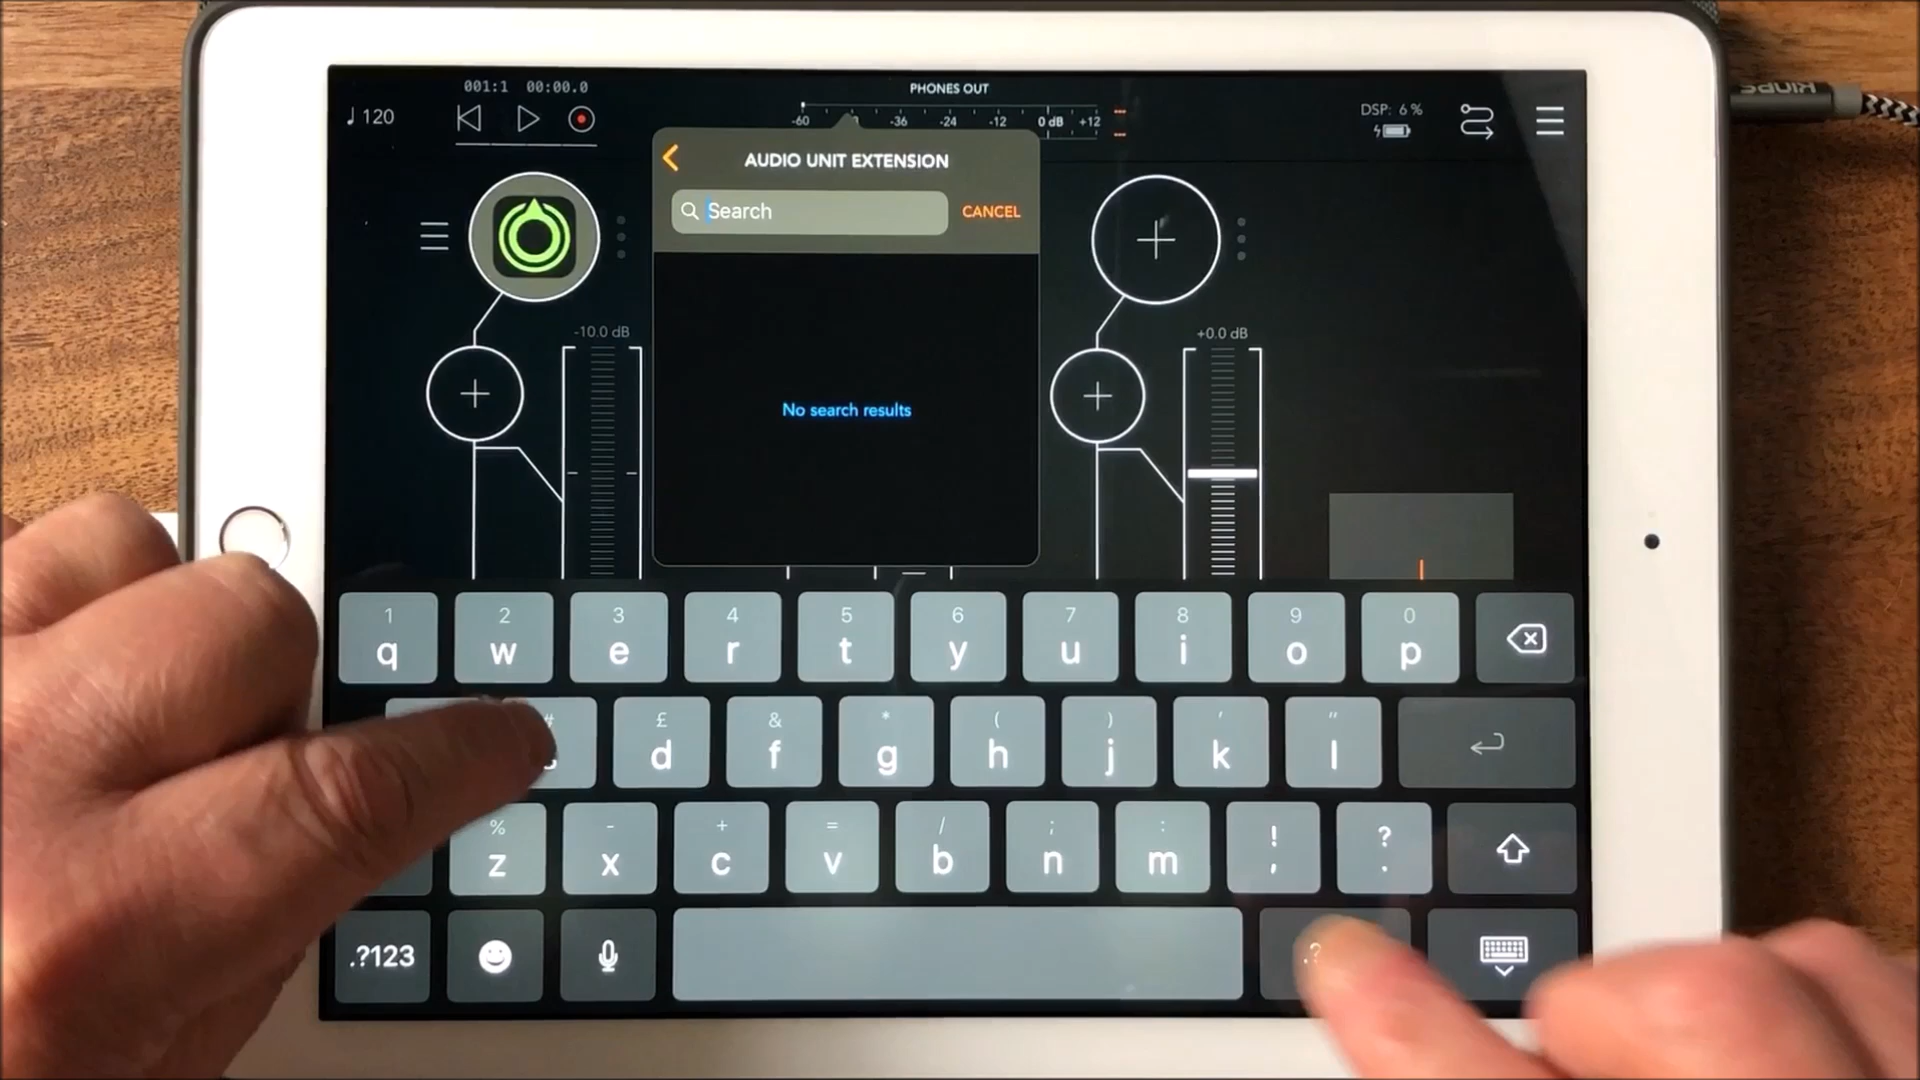 001:1 00:00.0
♩120
PHONES OUT
-60 -36 -24 -12 0 dB +12
DSP: 6 %
AUDIO UNIT EXTENSION
Search
CANCEL
No search results
-10.0 dB
+0.0 dB
1 2 3 4 5 6 7 8 9 0
q w e r t y u i o p
# £ & * ( ) ' "
d f g h j k l
% - + = / ; : ! ?
z x c v b n m , .
.?123
.?
KINPS